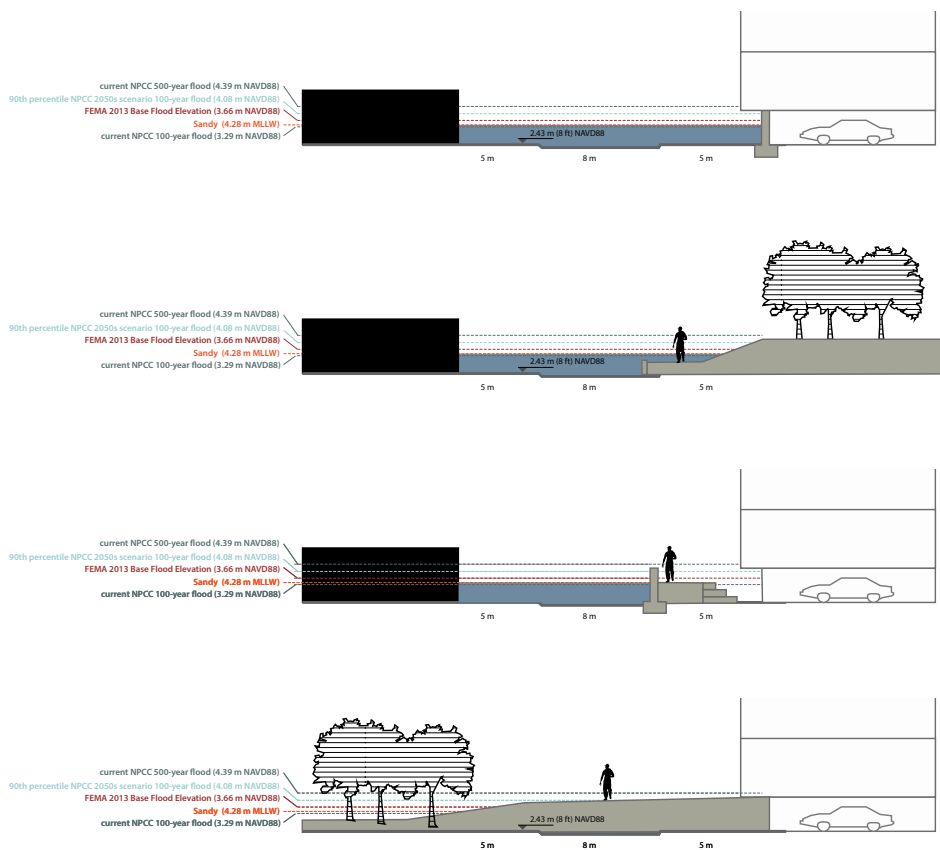 current NPCC 500-year flood (4.39 m NAVD88)
90th percentile NPCC 2050s scenario 100-year flood (4.08 m NAVD88)
FEMA 2013 Base Flood Elevation (3.66 m NAVD88)
Sandy (4.28 m MLLW)
current NPCC 100-year flood (3.29 m NAVD88)
2.43 m (8 ft) NAVD88
5 m 8 m 5 m
current NPCC 500-year flood (4.39 m NAVD88)
90th percentile NPCC 2050s scenario 100-year flood (4.08 m NAVD88)
FEMA 2013 Base Flood Elevation (3.66 m NAVD88)
Sandy (4.28 m MLLW)
current NPCC 100-year flood (3.29 m NAVD88)
2.43 m (8 ft) NAVD88
5 m 8 m 5 m
current NPCC 500-year flood (4.39 m NAVD88)
90th percentile NPCC 2050s scenario 100-year flood (4.08 m NAVD88)
FEMA 2013 Base Flood Elevation (3.66 m NAVD88)
Sandy (4.28 m MLLW)
current NPCC 100-year flood (3.29 m NAVD88)
5 m 8 m 5 m
current NPCC 500-year flood (4.39 m NAVD88)
90th percentile NPCC 2050s scenario 100-year flood (4.08 m NAVD88)
FEMA 2013 Base Flood Elevation (3.66 m NAVD88)
Sandy (4.28 m MLLW)
current NPCC 100-year flood (3.29 m NAVD88)
2.43 m (8 ft) NAVD88
5 m 8 m 5 m